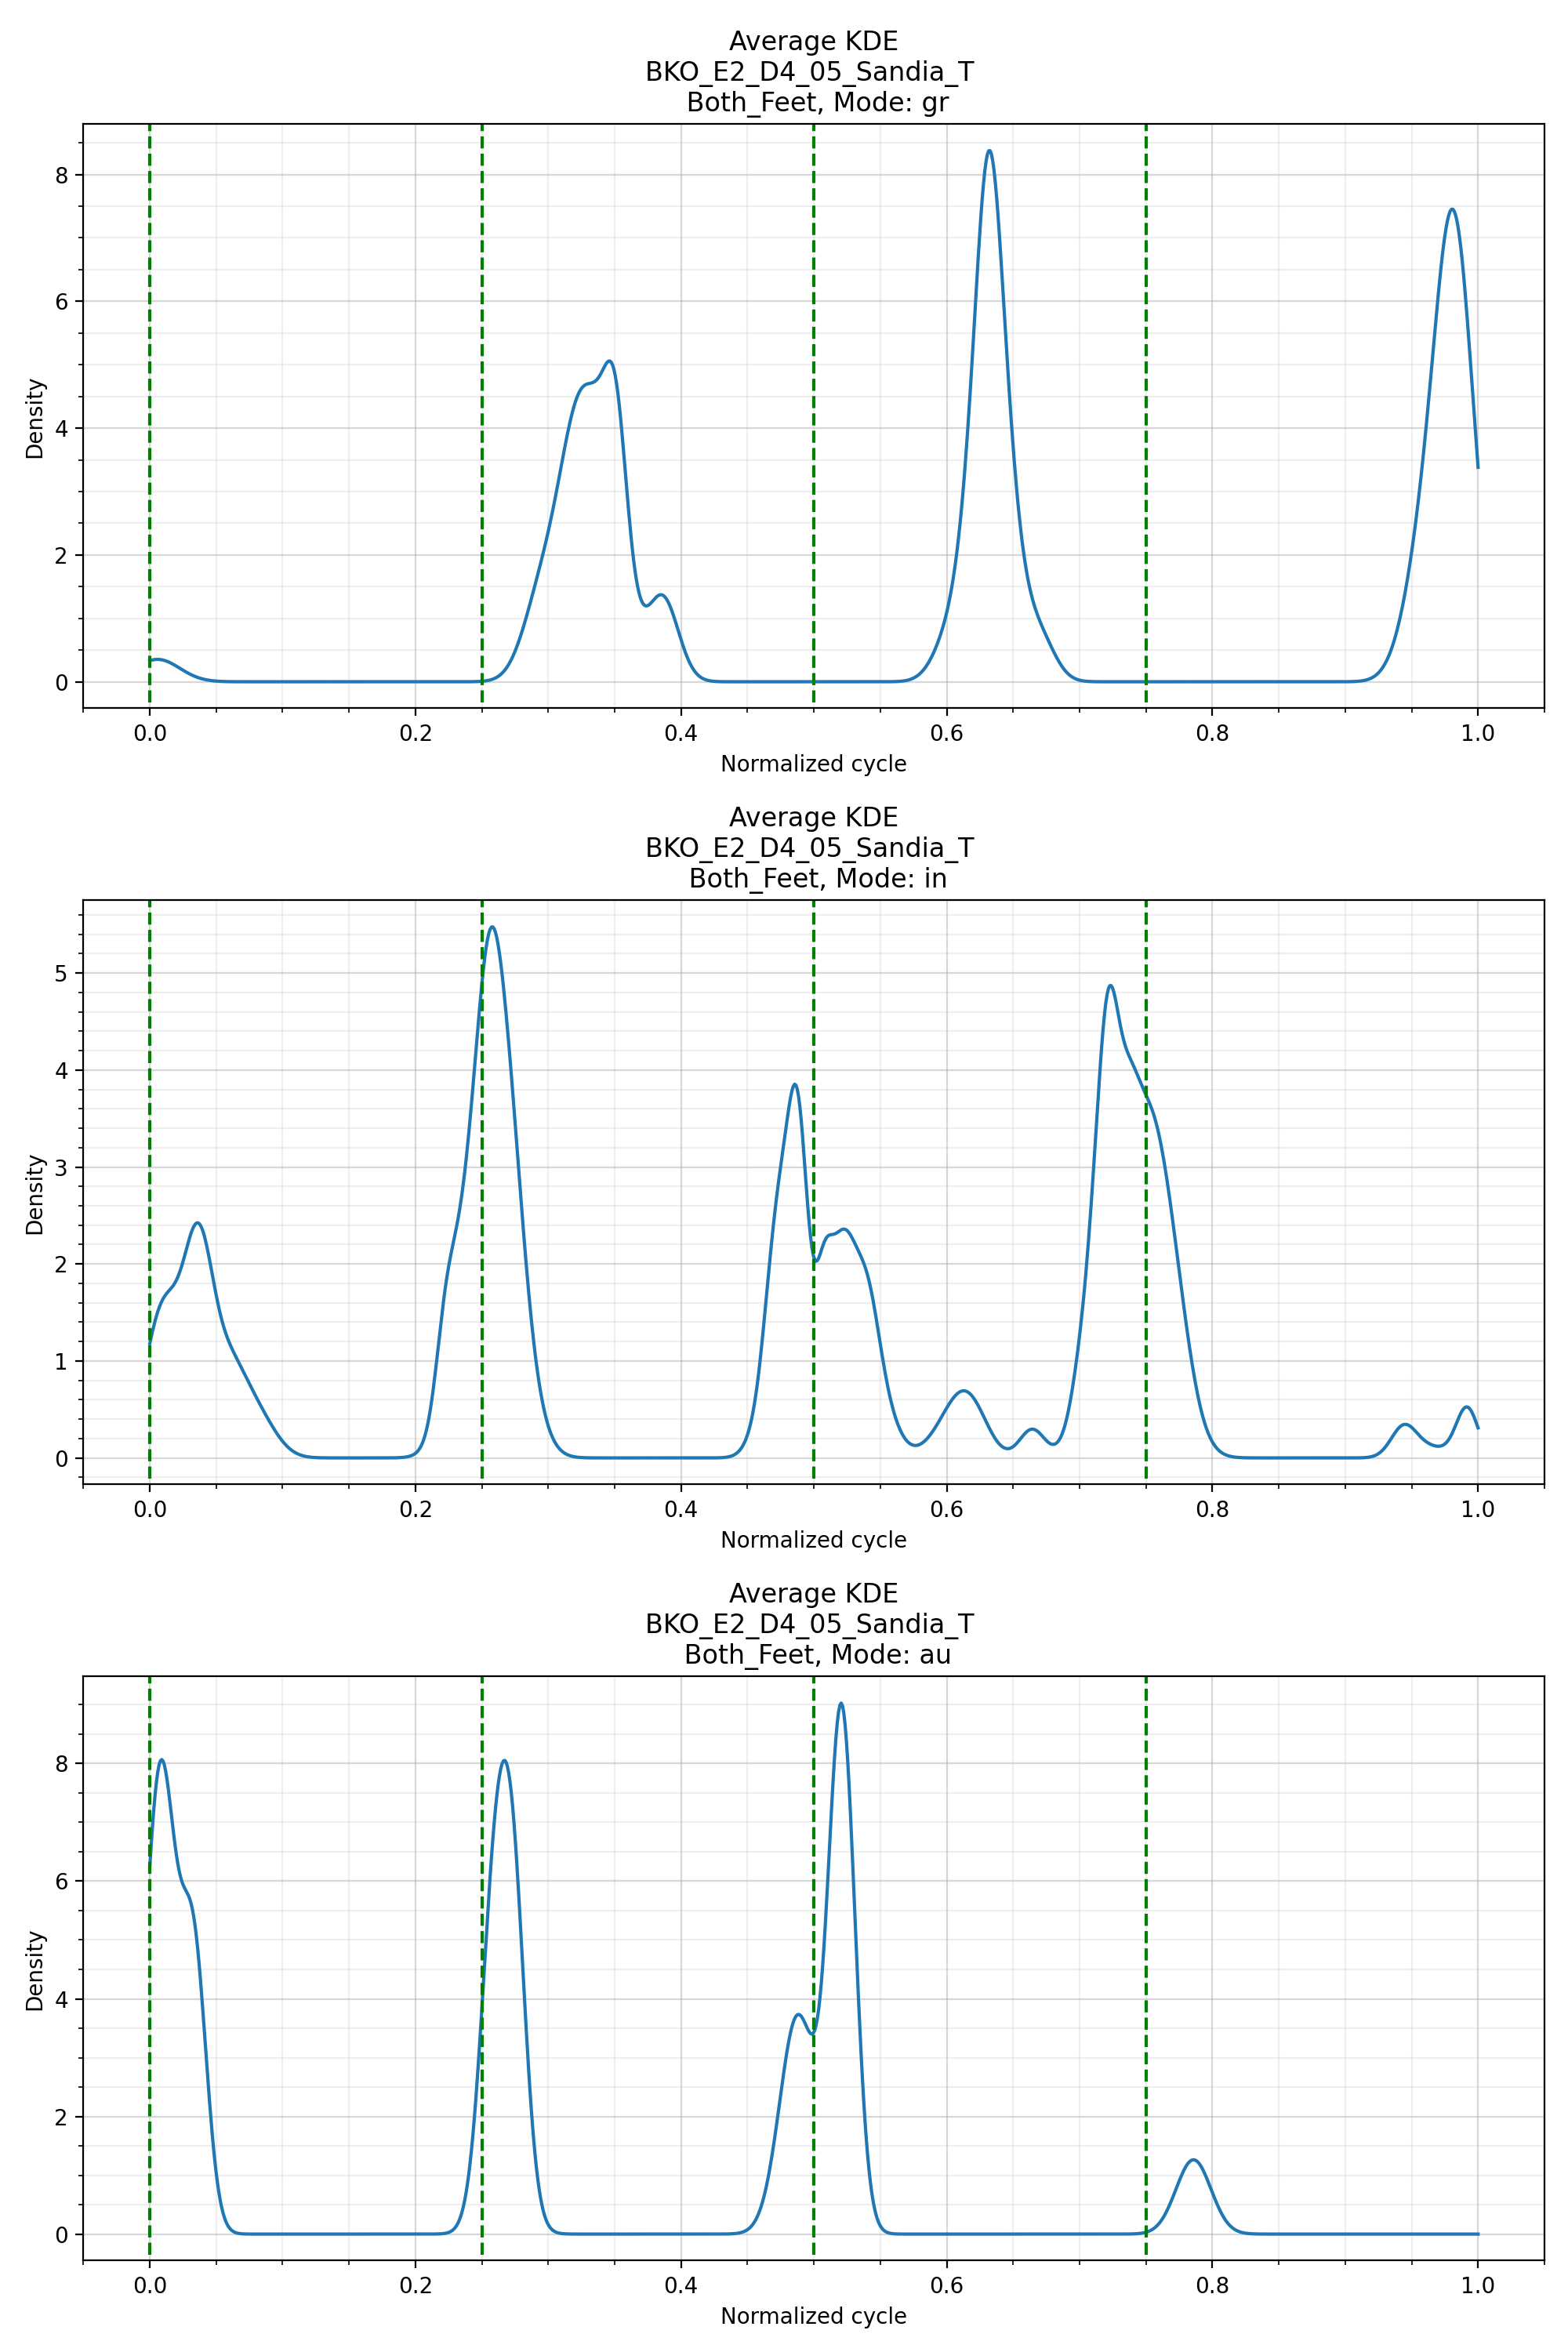 Average KDE
BKO_E2_D4_05_Sandia_T
Both_Feet, Mode: gr
Density
8
6
4
2
0
0.0 0.2 0.4 0.6 0.8 1.0
Normalized cycle
Average KDE
BKO_E2_D4_05_Sandia_T
Both_Feet, Mode: in
Density
5
4
3
2
1
0
0.0 0.2 0.4 0.6 0.8 1.0
Normalized cycle
Average KDE
BKO_E2_D4_05_Sandia_T
Both_Feet, Mode: au
Density
8
6
4
2
0
0.0 0.2 0.4 0.6 0.8 1.0
Normalized cycle